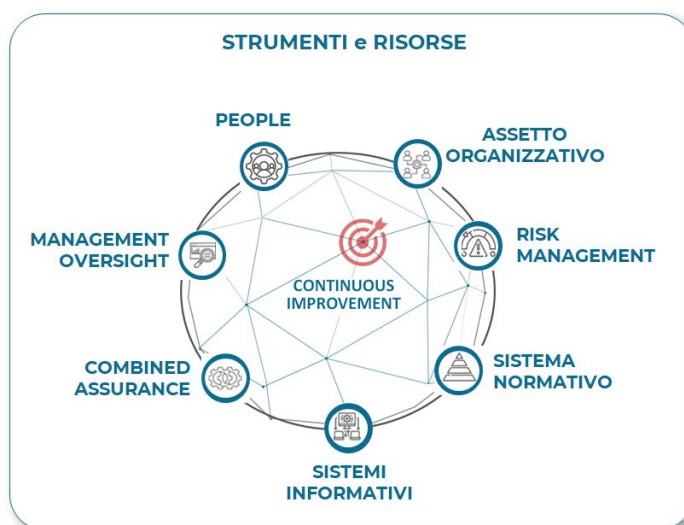 STRUMENTI e RISORSE
PEOPLE
ASSETTO
ORGANIZZATIVO
MANAGEMENT
OVERSIGHT
RISK
MANAGEMENT
CONTINUOUS
IMPROVEMENT
COMBINED
ASSURANCE
SISTEMA
NORMATIVO
SISTEMI
INFORMATIVI